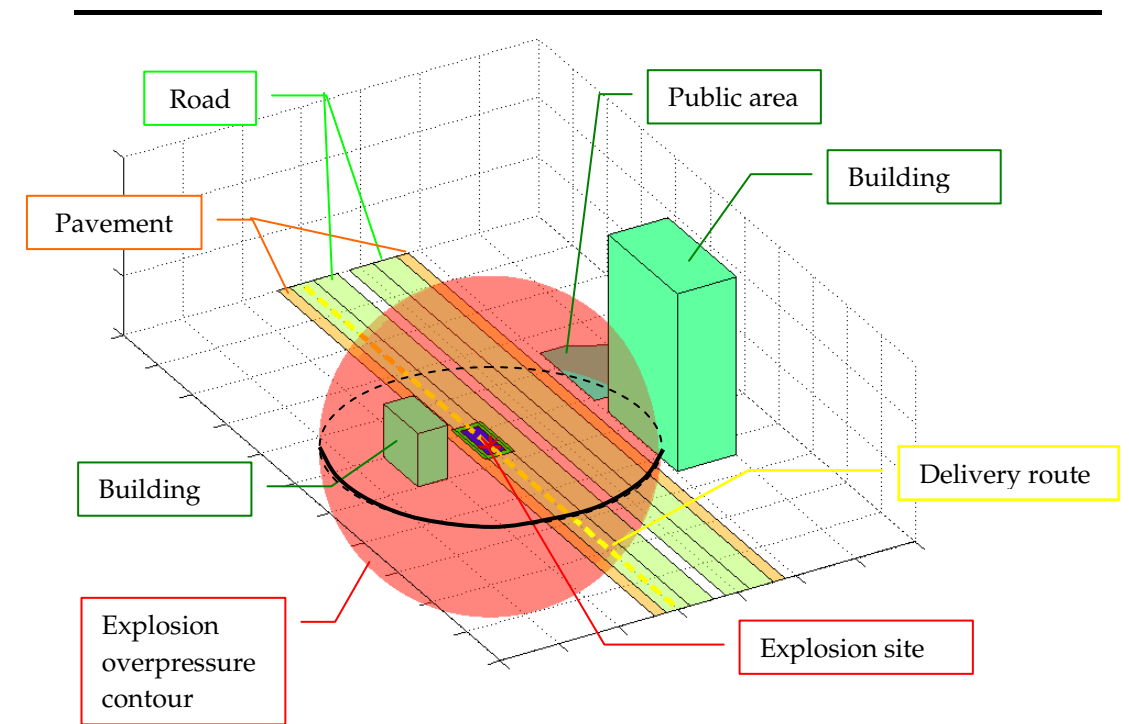 Road
Public area
Building
Pavement
Building
Delivery route
Explosion
overpressure
contour
Explosion site